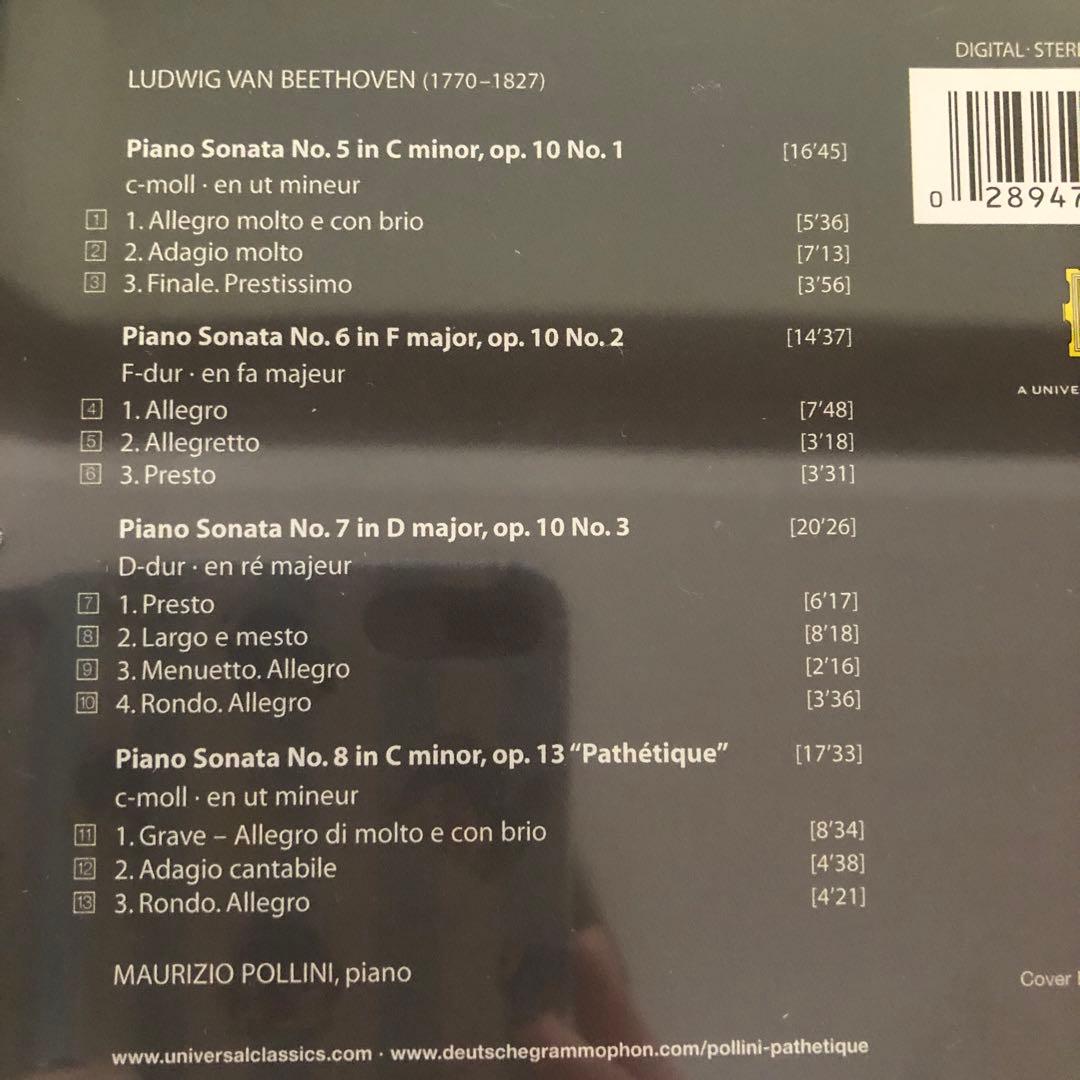 DIGITAL · STER
LUDWIG VAN BEETHOVEN (1770–1827)
0 28947
Piano Sonata No. 5 in C minor, op. 10 No. 1 [16'45]
c-moll · en ut mineur
1 1. Allegro molto e con brio [5'36]
2 2. Adagio molto [7'13]
3 3. Finale. Prestissimo [3'56]
Piano Sonata No. 6 in F major, op. 10 No. 2 [14'37]
F-dur · en fa majeur
A UNIVE
4 1. Allegro [7'48]
5 2. Allegretto [3'18]
6 3. Presto [3'31]
Piano Sonata No. 7 in D major, op. 10 No. 3 [20'26]
D-dur · en ré majeur
7 1. Presto [6'17]
8 2. Largo e mesto [8'18]
9 3. Menuetto. Allegro [2'16]
10 4. Rondo. Allegro [3'36]
Piano Sonata No. 8 in C minor, op. 13 “Pathétique” [17'33]
c-moll · en ut mineur
11 1. Grave – Allegro di molto e con brio [8'34]
12 2. Adagio cantabile [4'38]
13 3. Rondo. Allegro [4'21]
MAURIZIO POLLINI, piano
Cover
www.universalclassics.com · www.deutschegrammophon.com/pollini-pathetique